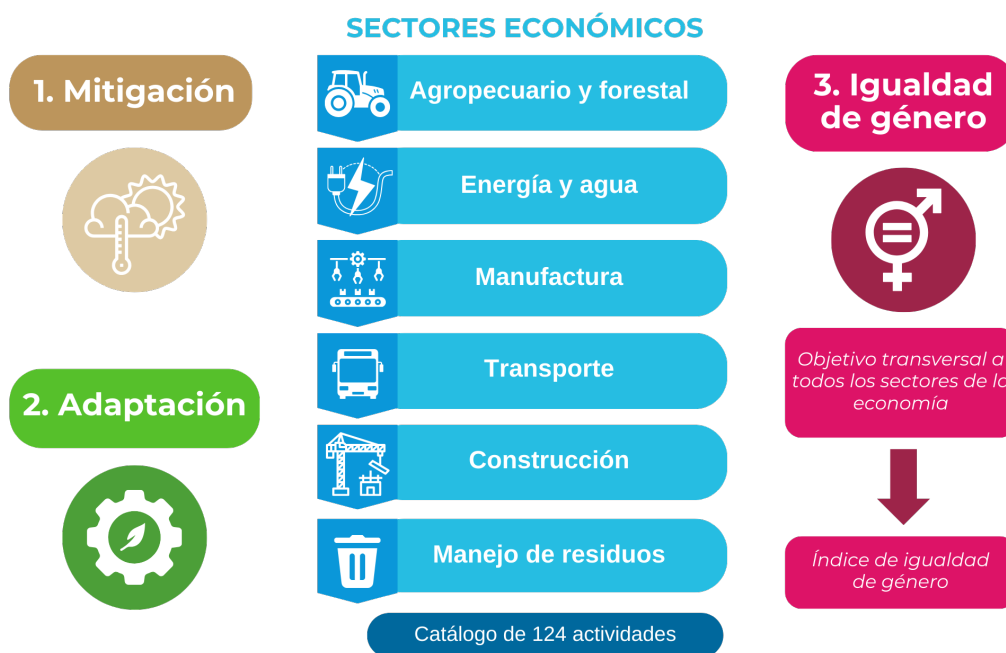 SECTORES ECONÓMICOS
1. Mitigación
2. Adaptación
Agropecuario y forestal
Energía y agua
Manufactura
Transporte
Construcción
Manejo de residuos
Catálogo de 124 actividades
3. Igualdad
de género
Objetivo transversal a
todos los sectores de la
economía
Índice de igualdad
de género